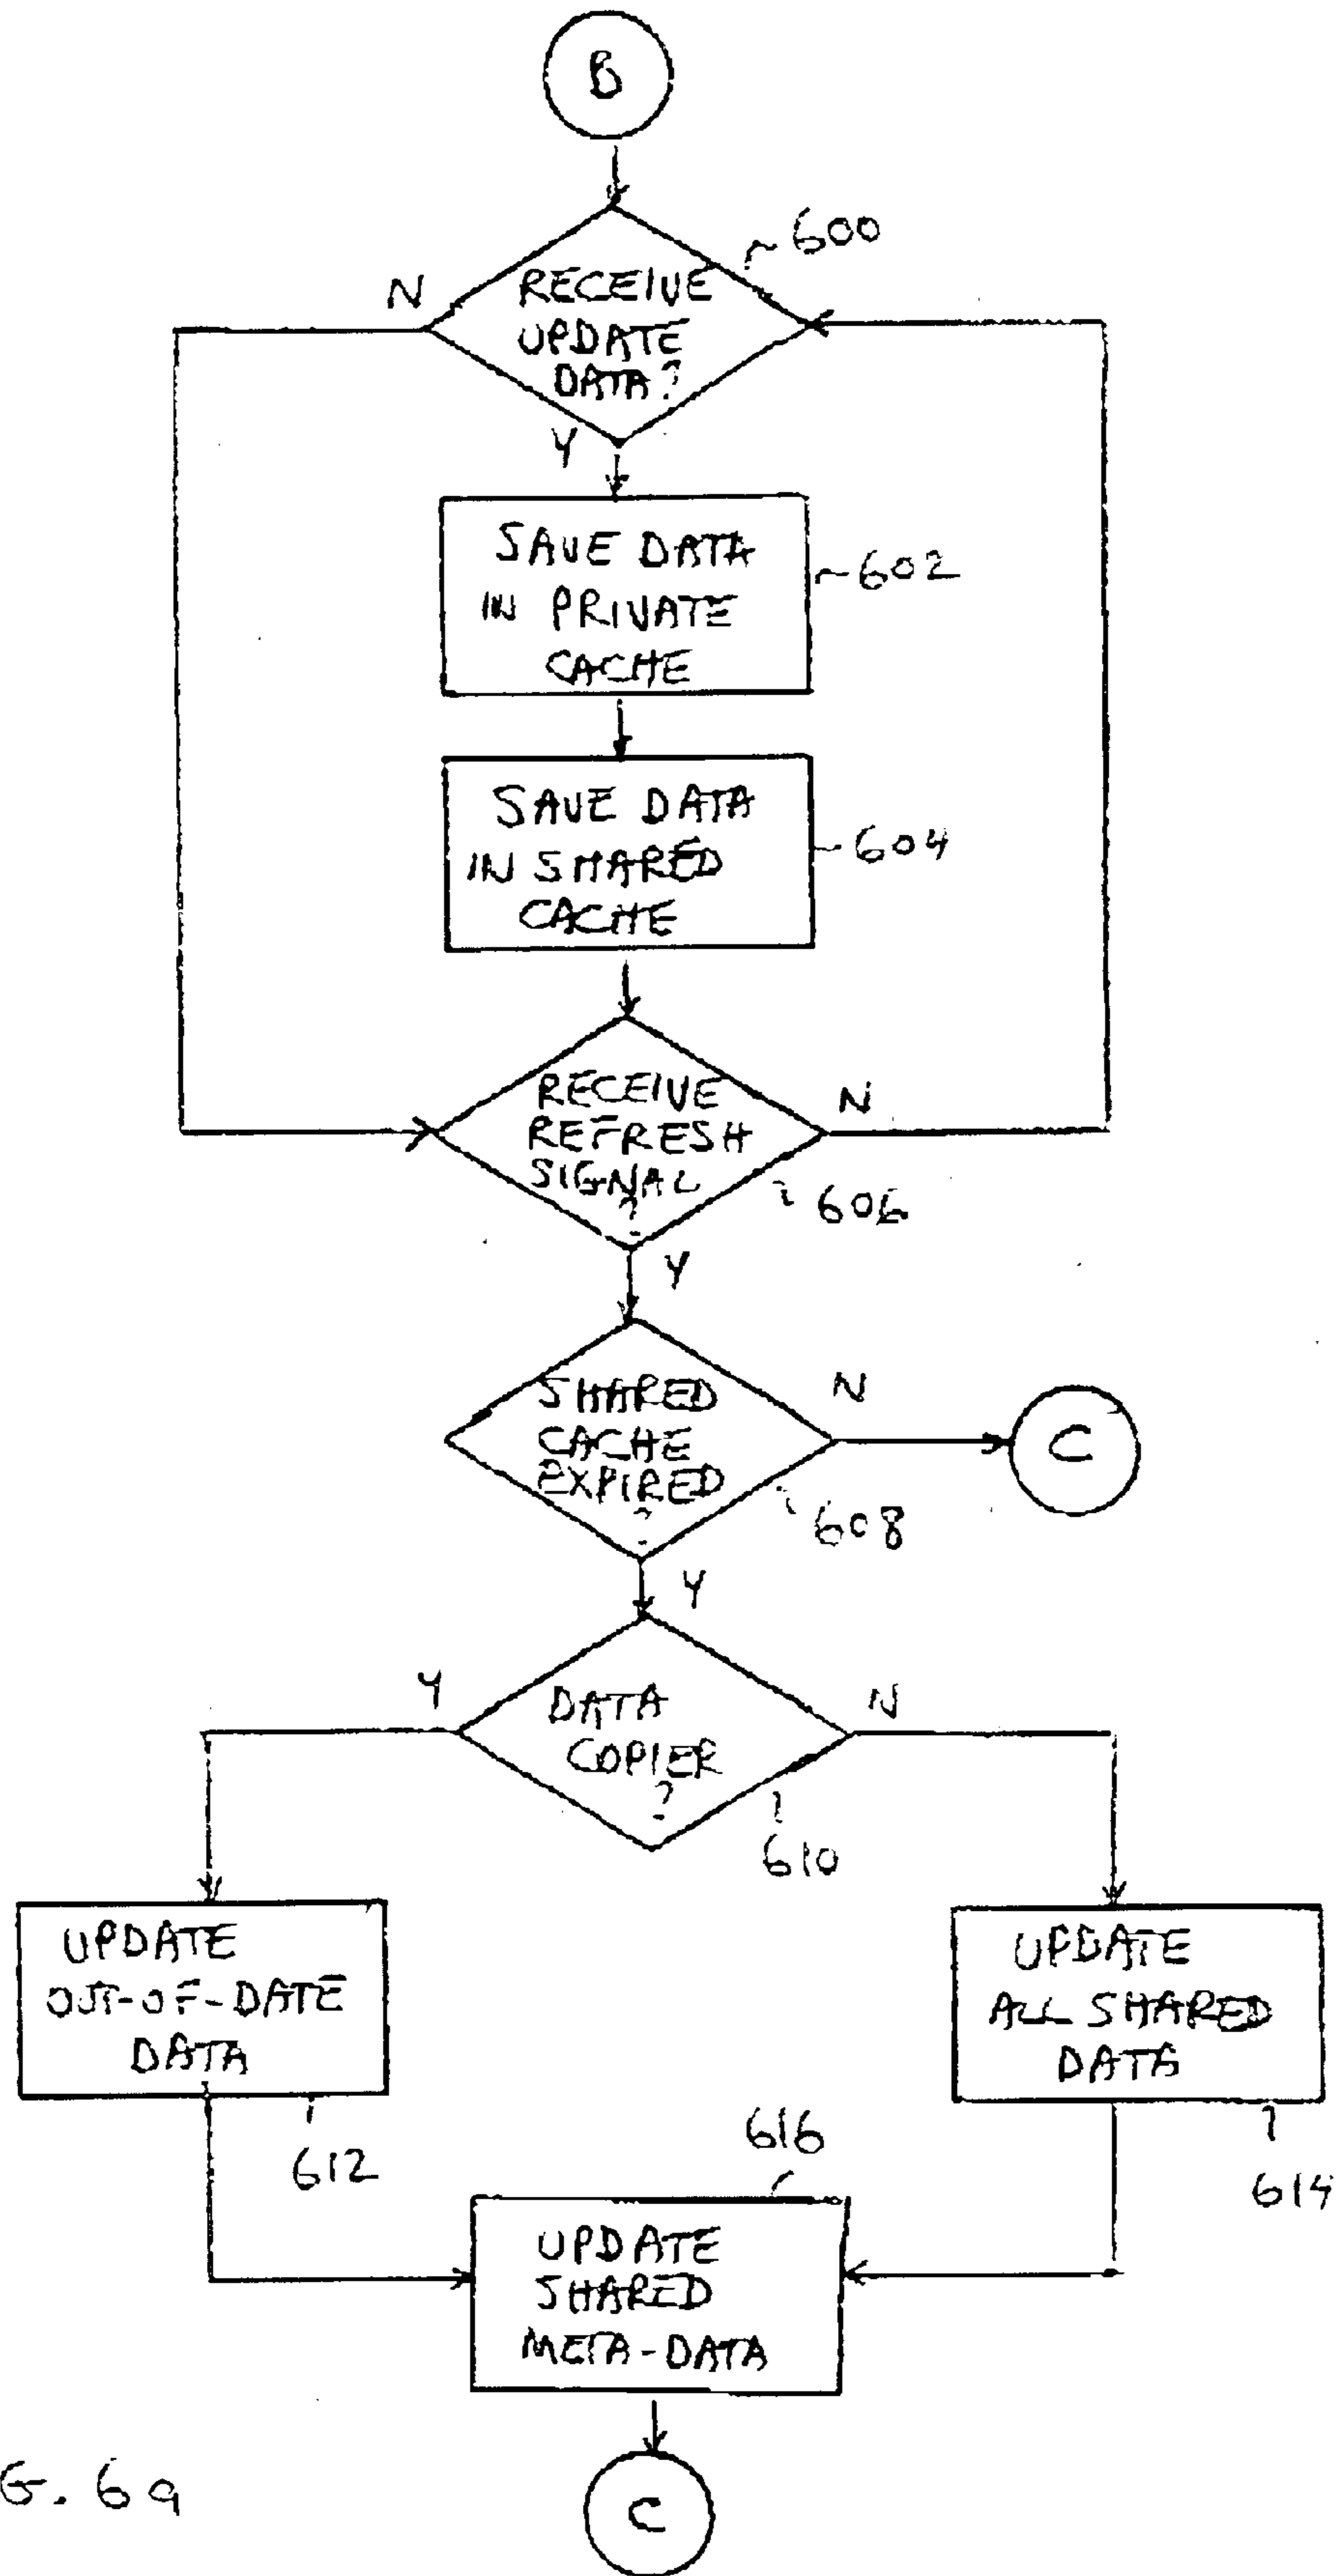 B
600
N
RECEIVE
UPDATE
DATA?
Y
SAVE DATA
IN PRIVATE
CACHE
602
SAVE DATA
IN SHARED
CACHE
604
RECEIVE
REFRESH
SIGNAL
?
N
606
Y
SHARED
CACHE
EXPIRED
?
N
C
608
Y
DATA
COPIER
?
Y
N
610
UPDATE
OUT-OF-DATE
DATA
612
UPDATE
ALL SHARED
DATA
614
616
UPDATE
SHARED
META-DATA
G. 6a
C